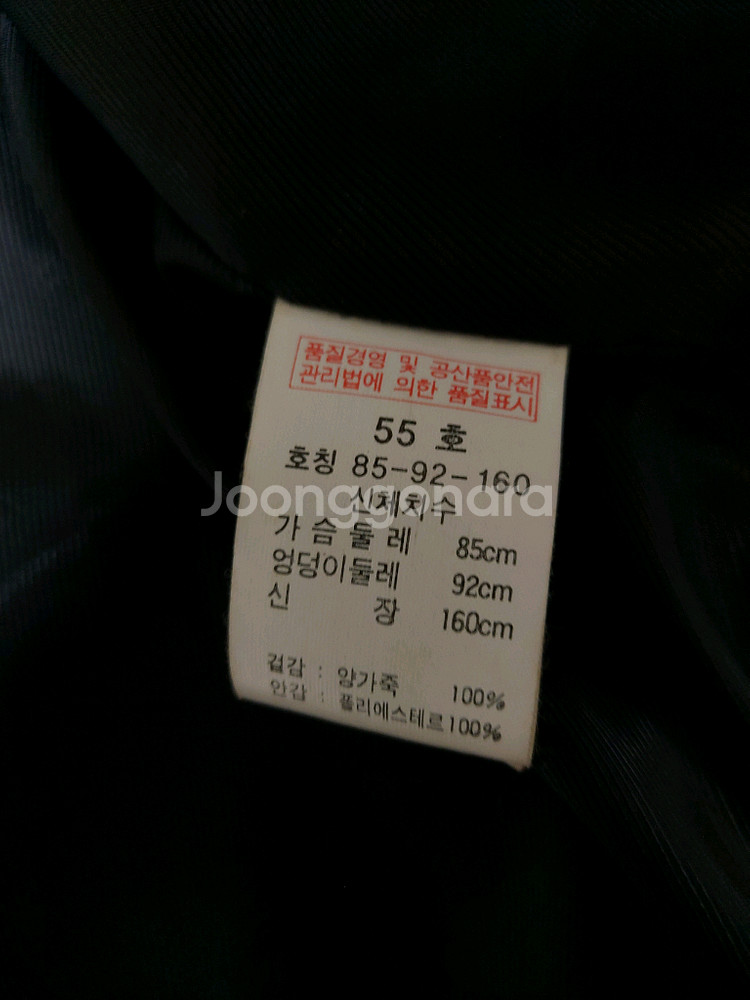 품질경영 및 공산품안전
관리법에 의한 품질표시
55 호
호칭 85-92-160
Joonggonara
신체치수
가 슴 둘 레 85cm
엉덩이둘레 92cm
신 장 160cm
겉감 : 양가죽 100%
안감 : 폴리에스테르100%